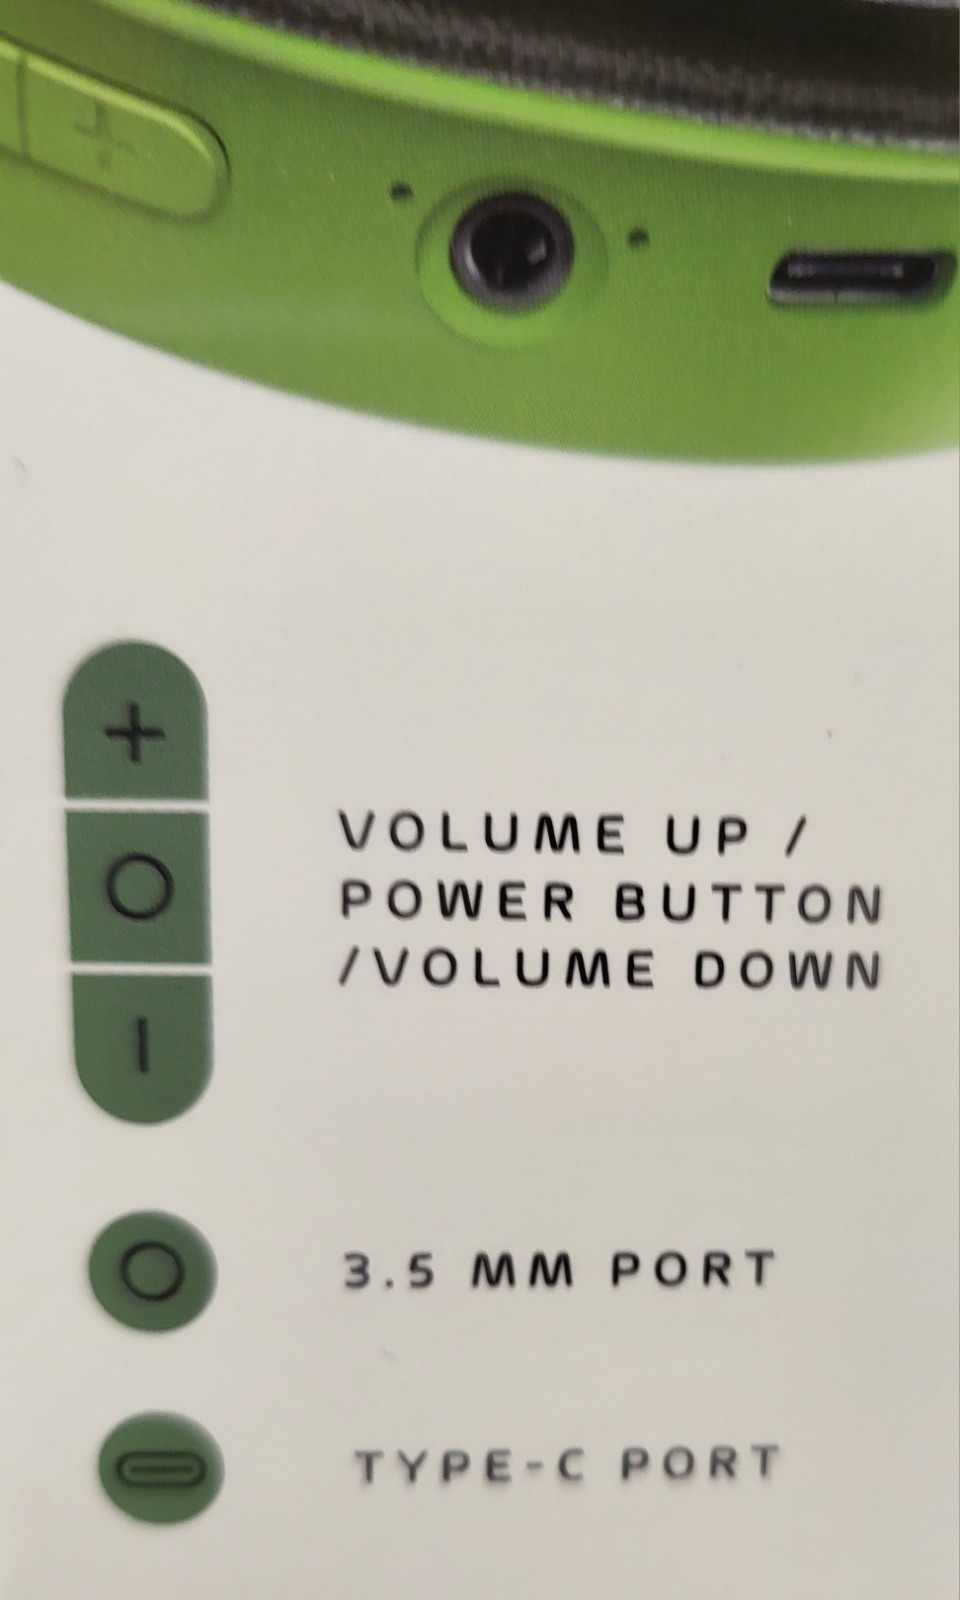 VOLUME UP /
POWER BUTTON
/VOLUME DOWN
3.5 MM PORT
TYPE-C PORT